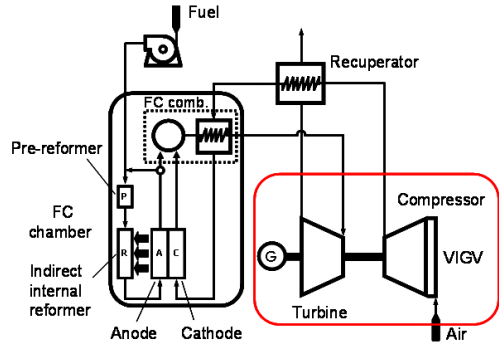 Fuel
Recuperator
FC comb.
Pre-reformer
P
Compressor
FC
chamber
R
A
C
G
VIGV
Indirect
internal
reformer
Turbine
Anode
Cathode
Air